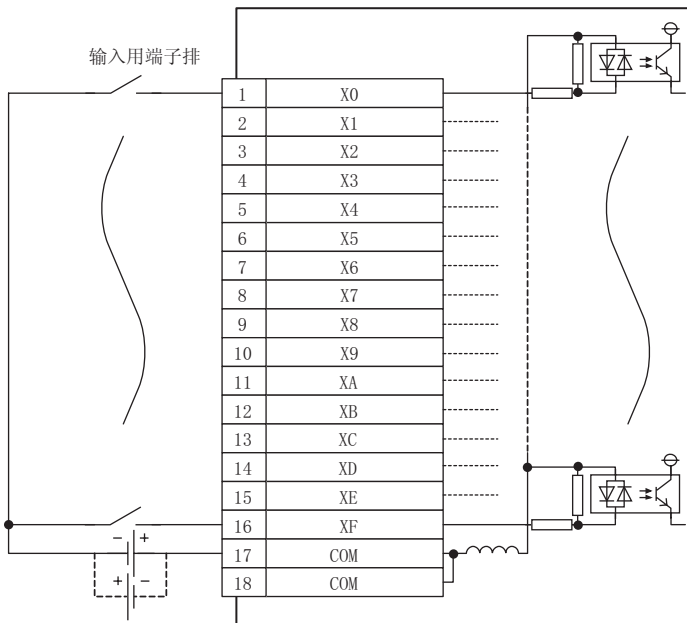 输入用端子排
1 X0
2 X1
3 X2
4 X3
5 X4
6 X5
7 X6
8 X7
9 X8
10 X9
11 XA
12 XB
13 XC
14 XD
15 XE
16 XF
- +
17 COM
+ -
18 COM